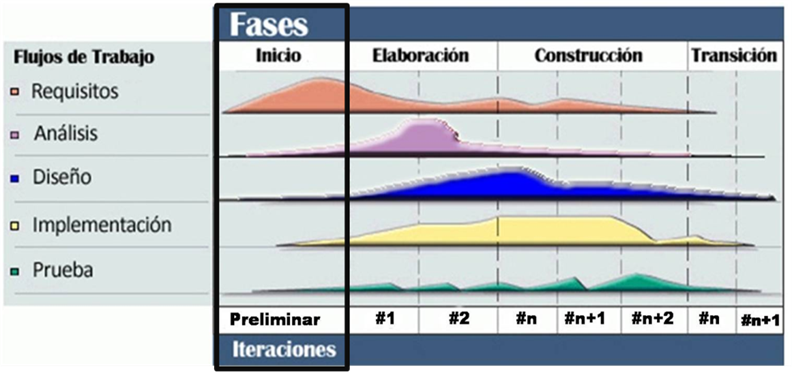 Fases
Flujos de Trabajo
Inicio Elaboración Construcción Transición
Requisitos
Análisis
Diseño
Implementación
Prueba
Preliminar #1 #2 #n #n+1 #n+2 #n #n+1
Iteraciones